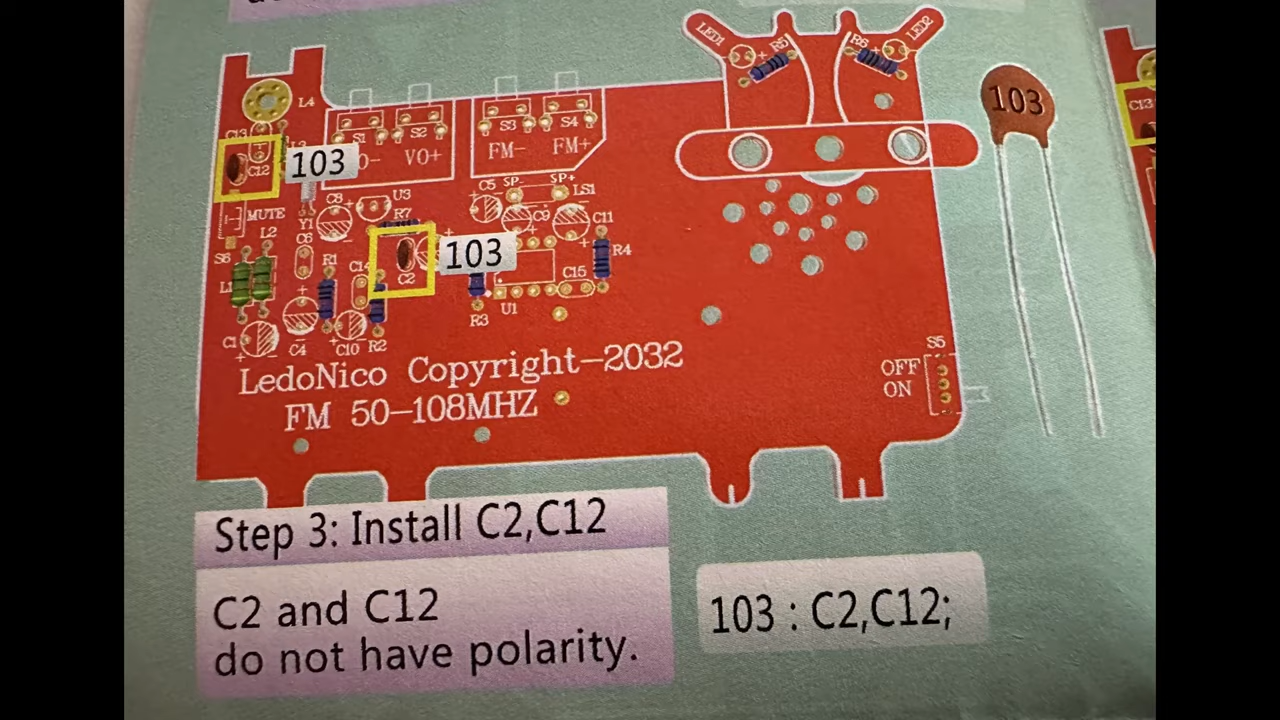 LED1
LED2
R5
R6
L4
103
C13
S1
S2
S3
S4
C13
C12
103
O-
VO+
FM-
FM+
MUTE
C8
U3
C5
SP-
SP+
LS1
Y1
R7
C9
C11
L2
C6
S6
R1
C14
C2
103
R4
C15
R3
U1
C1
C4
C10
R2
S5
LedoNico Copyright-2032
OFF
ON
FM 50-108MHZ
Step 3: Install C2,C12
C2 and C12
do not have polarity.
103 : C2,C12;